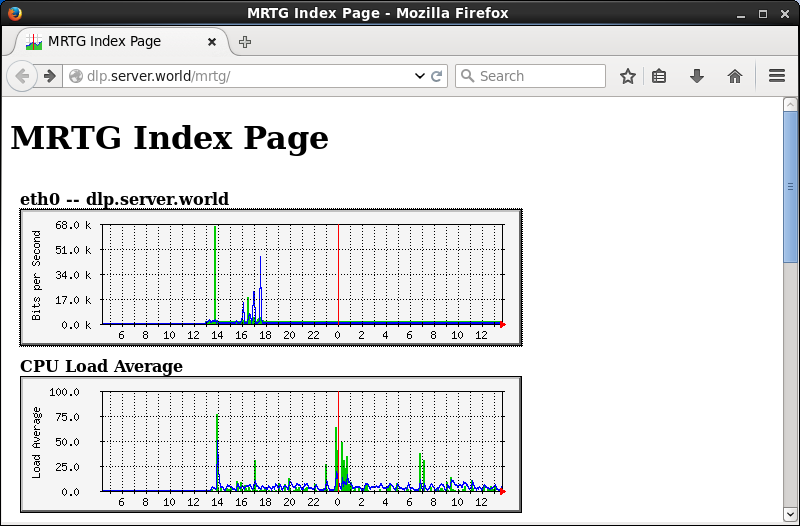 MRTG Index Page - Mozilla Firefox
MRTG Index Page
dlp.server.world/mrtg/
Search
MRTG Index Page
eth0 -- dlp.server.world
68.0 k
51.0 k
34.0 k
17.0 k
0.0 k
Bits per Second
6 8 10 12 14 16 18 20 22 0 2 4 6 8 10 12
CPU Load Average
100.0
75.0
50.0
25.0
0.0
Load Average
6 8 10 12 14 16 18 20 22 0 2 4 6 8 10 12